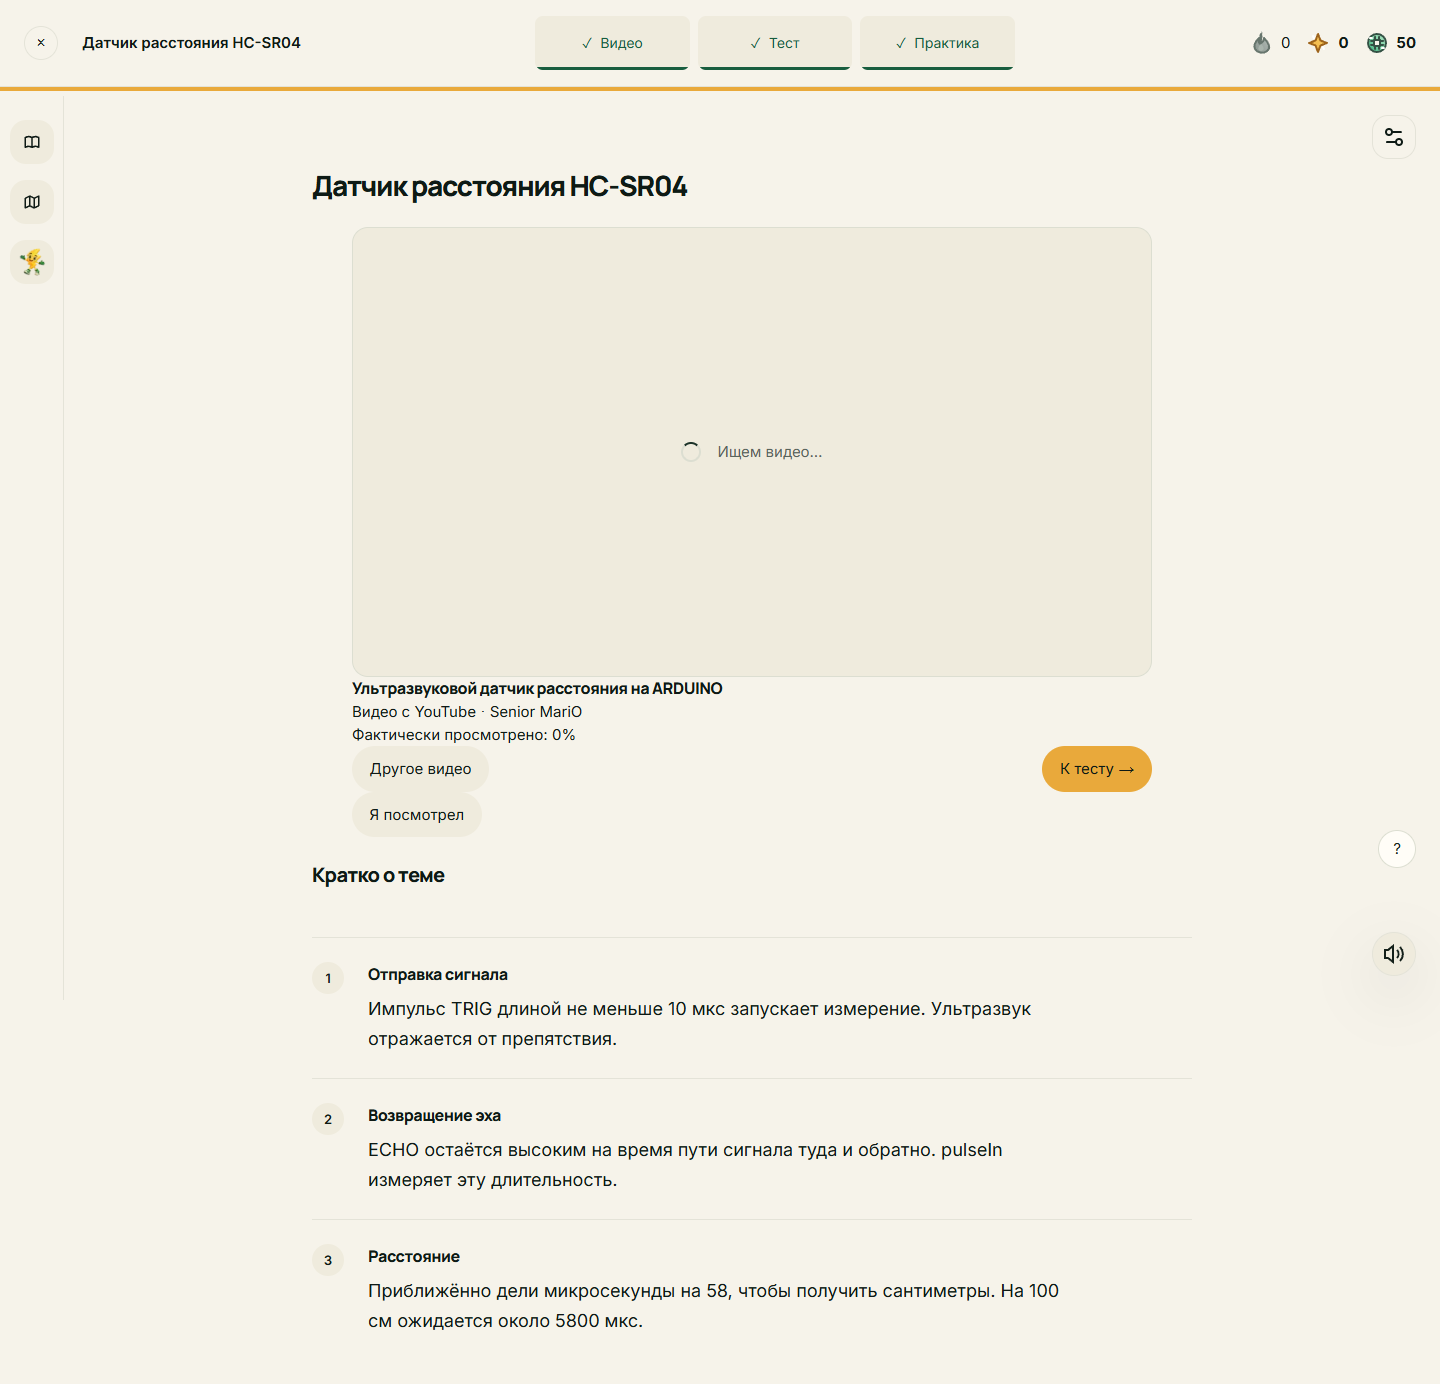 × Датчик расстояния HC-SR04
✓ Видео
✓ Тест
✓ Практика
0
0
50
Датчик расстояния HC-SR04
Ищем видео...
Ультразвуковой датчик расстояния на ARDUINO
Видео с YouTube · Senior MariO
Фактически просмотрено: 0%
Другое видео
К тесту →
Я посмотрел
?
Кратко о теме
1 Отправка сигнала
Импульс TRIG длиной не меньше 10 мкс запускает измерение. Ультразвук
отражается от препятствия.
2 Возвращение эха
ECHO остаётся высоким на время пути сигнала туда и обратно. pulseIn
измеряет эту длительность.
3 Расстояние
Приближённо дели микросекунды на 58, чтобы получить сантиметры. На 100
см ожидается около 5800 мкс.